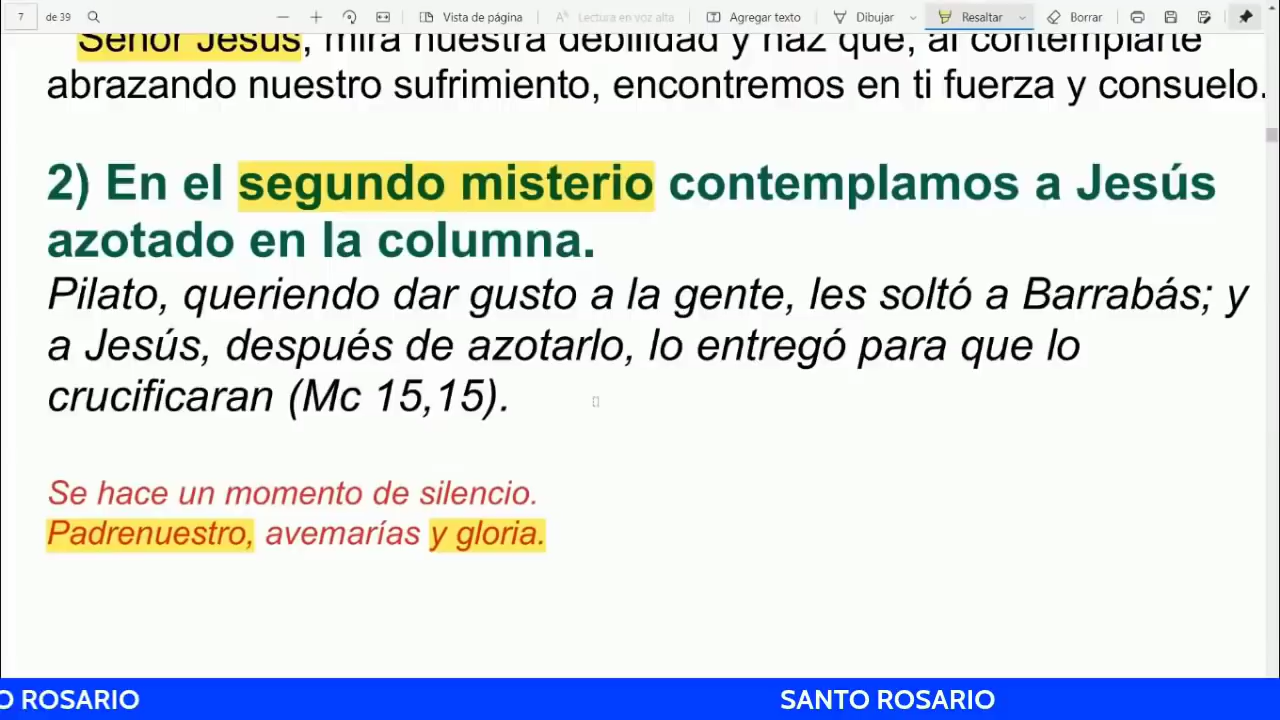 7 de 39 Vista de página Lectura en voz alta Agregar texto Dibujar Resaltar Borrar
Señor Jesús, mira nuestra debilidad y haz que, al contemplarte
abrazando nuestro sufrimiento, encontremos en ti fuerza y consuelo.
2) En el segundo misterio contemplamos a Jesús
azotado en la columna.
Pilato, queriendo dar gusto a la gente, les soltó a Barrabás; y
a Jesús, después de azotarlo, lo entregó para que lo
crucificaran (Mc 15,15).
Se hace un momento de silencio.
Padrenuestro, avemarías y gloria.
O ROSARIO SANTO ROSARIO